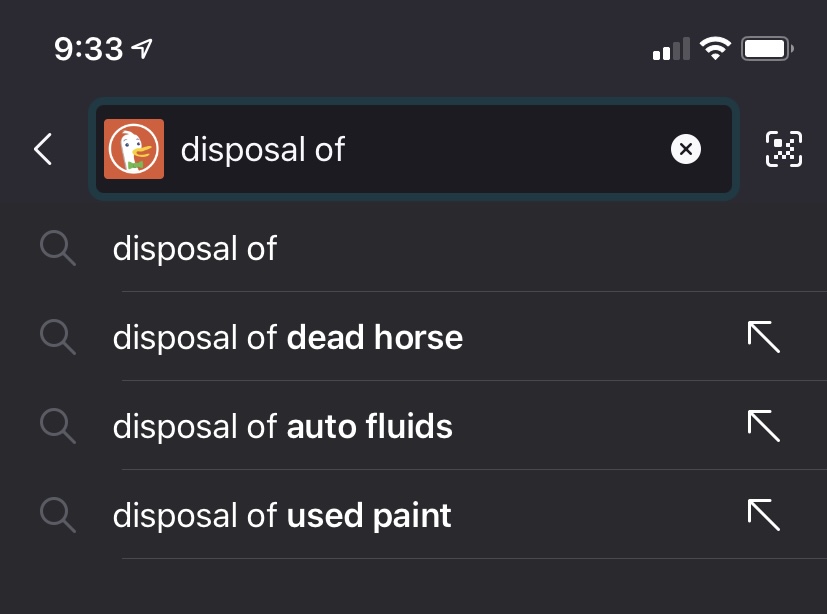 9:33
disposal of
disposal of
disposal of dead horse
disposal of auto fluids
disposal of used paint